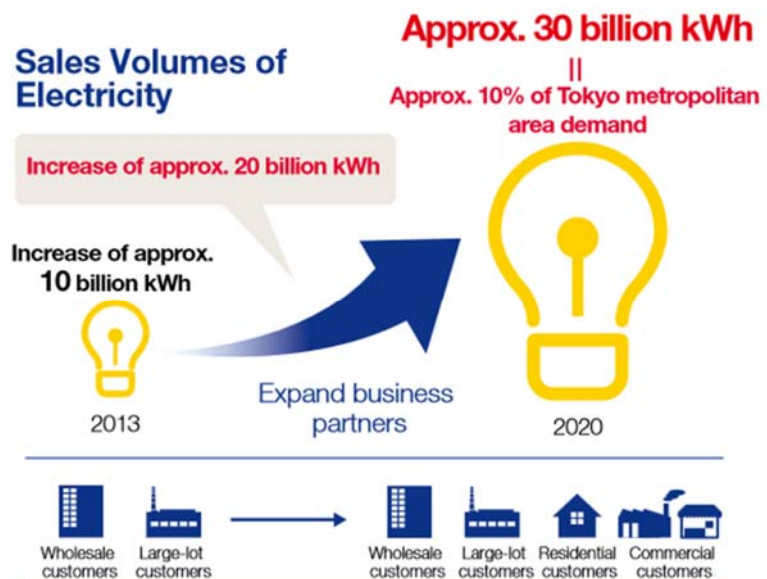 Sales Volumes of
Electricity
Approx. 30 billion kWh
=
Approx. 10% of Tokyo metropolitan
area demand
Increase of approx. 20 billion kWh
Increase of approx.
10 billion kWh
2013
Expand business
partners
2020
Wholesale
customers
Large-lot
customers
Wholesale
customers
Large-lot
customers
Residential
customers
Commercial
customers